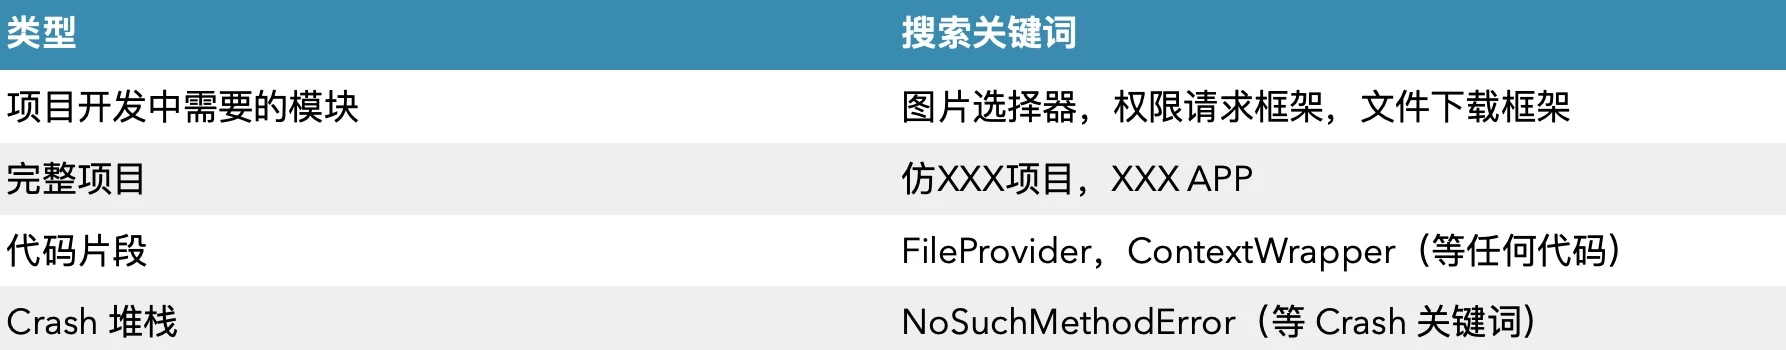 类型 搜索关键词
项目开发中需要的模块 图片选择器，权限请求框架，文件下载框架
完整项目 仿XXX项目，XXX APP
代码片段 FileProvider，ContextWrapper（等任何代码）
Crash 堆栈 NoSuchMethodError（等 Crash 关键词）